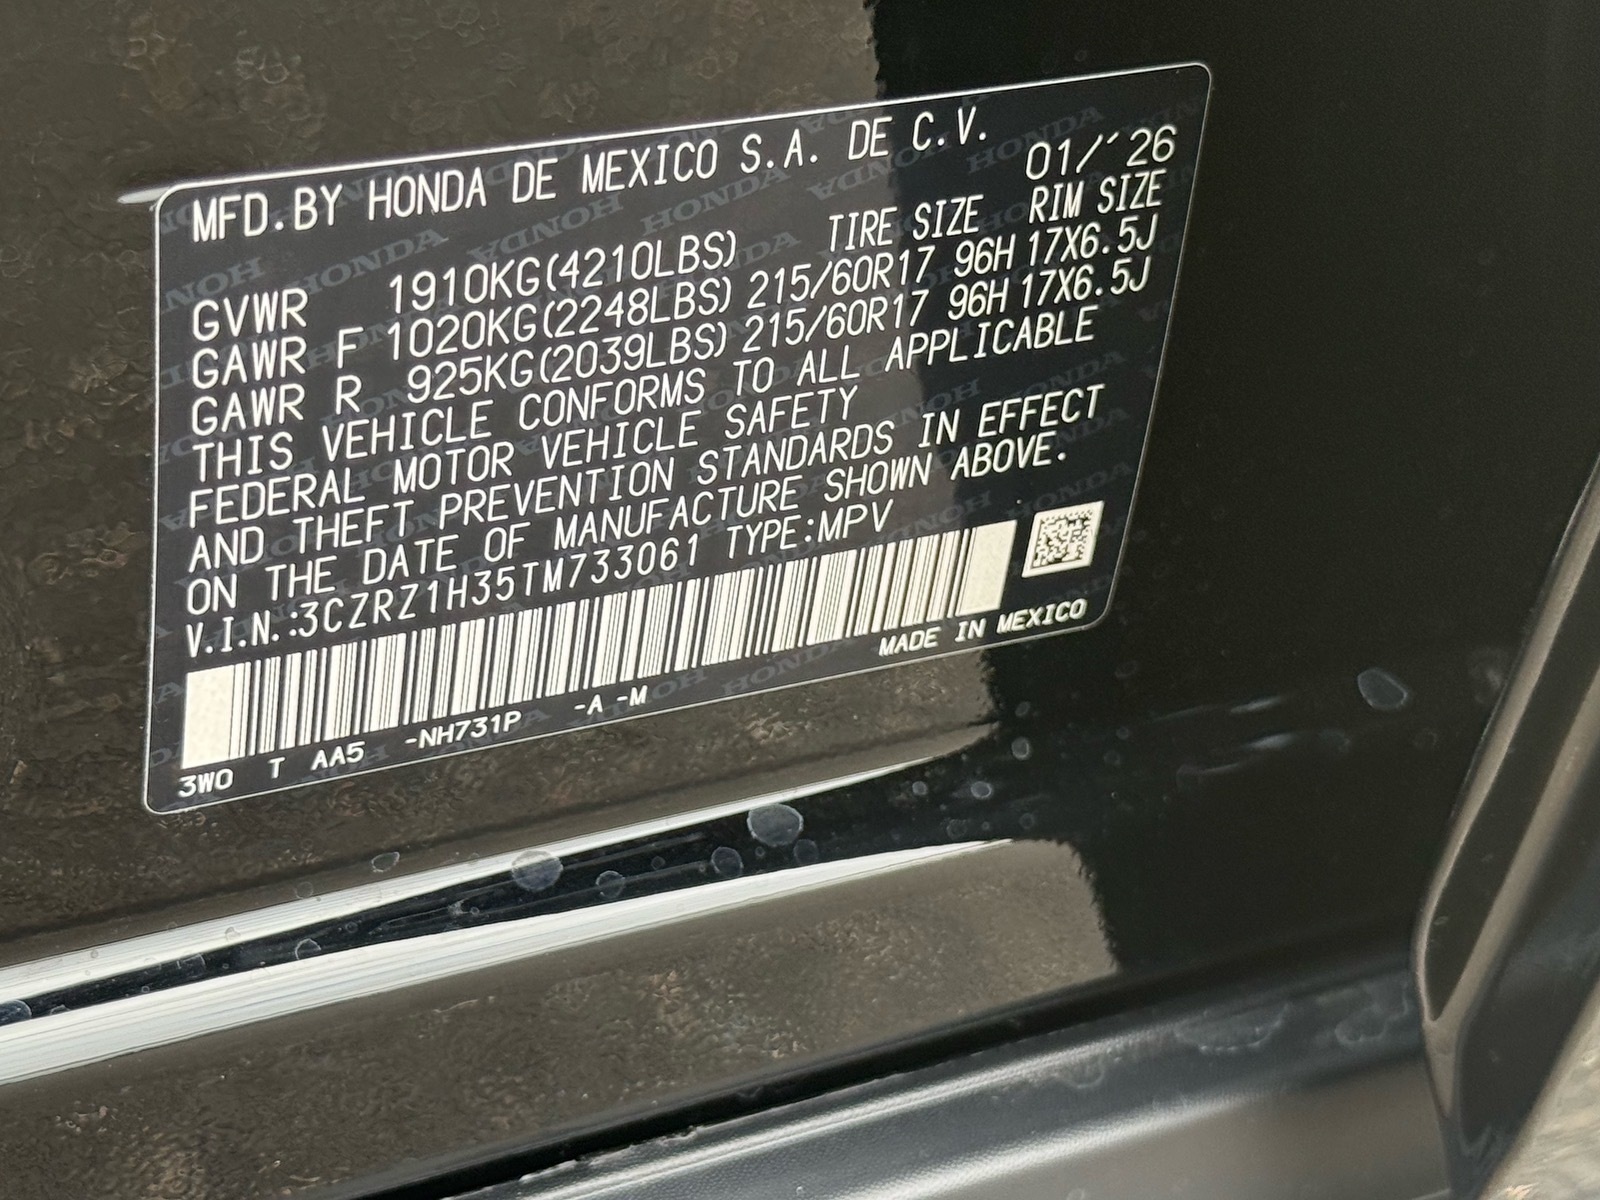 MFD.BY HONDA DE MEXICO S.A. DE C.V.
01/´26
TIRE SIZE RIM SIZE
GVWR 1910KG(4210LBS)
GAWR F 1020KG(2248LBS) 215/60R17 96H 17X6.5J
GAWR R 925KG(2039LBS) 215/60R17 96H 17X6.5J
THIS VEHICLE CONFORMS TO ALL APPLICABLE
FEDERAL MOTOR VEHICLE SAFETY
AND THEFT PREVENTION STANDARDS IN EFFECT
ON THE DATE OF MANUFACTURE SHOWN ABOVE.
V.I.N.:3CZRZ1H35TM733061 TYPE:MPV
MADE IN MEXICO
3W0 T AA5 -NH731P -A -M